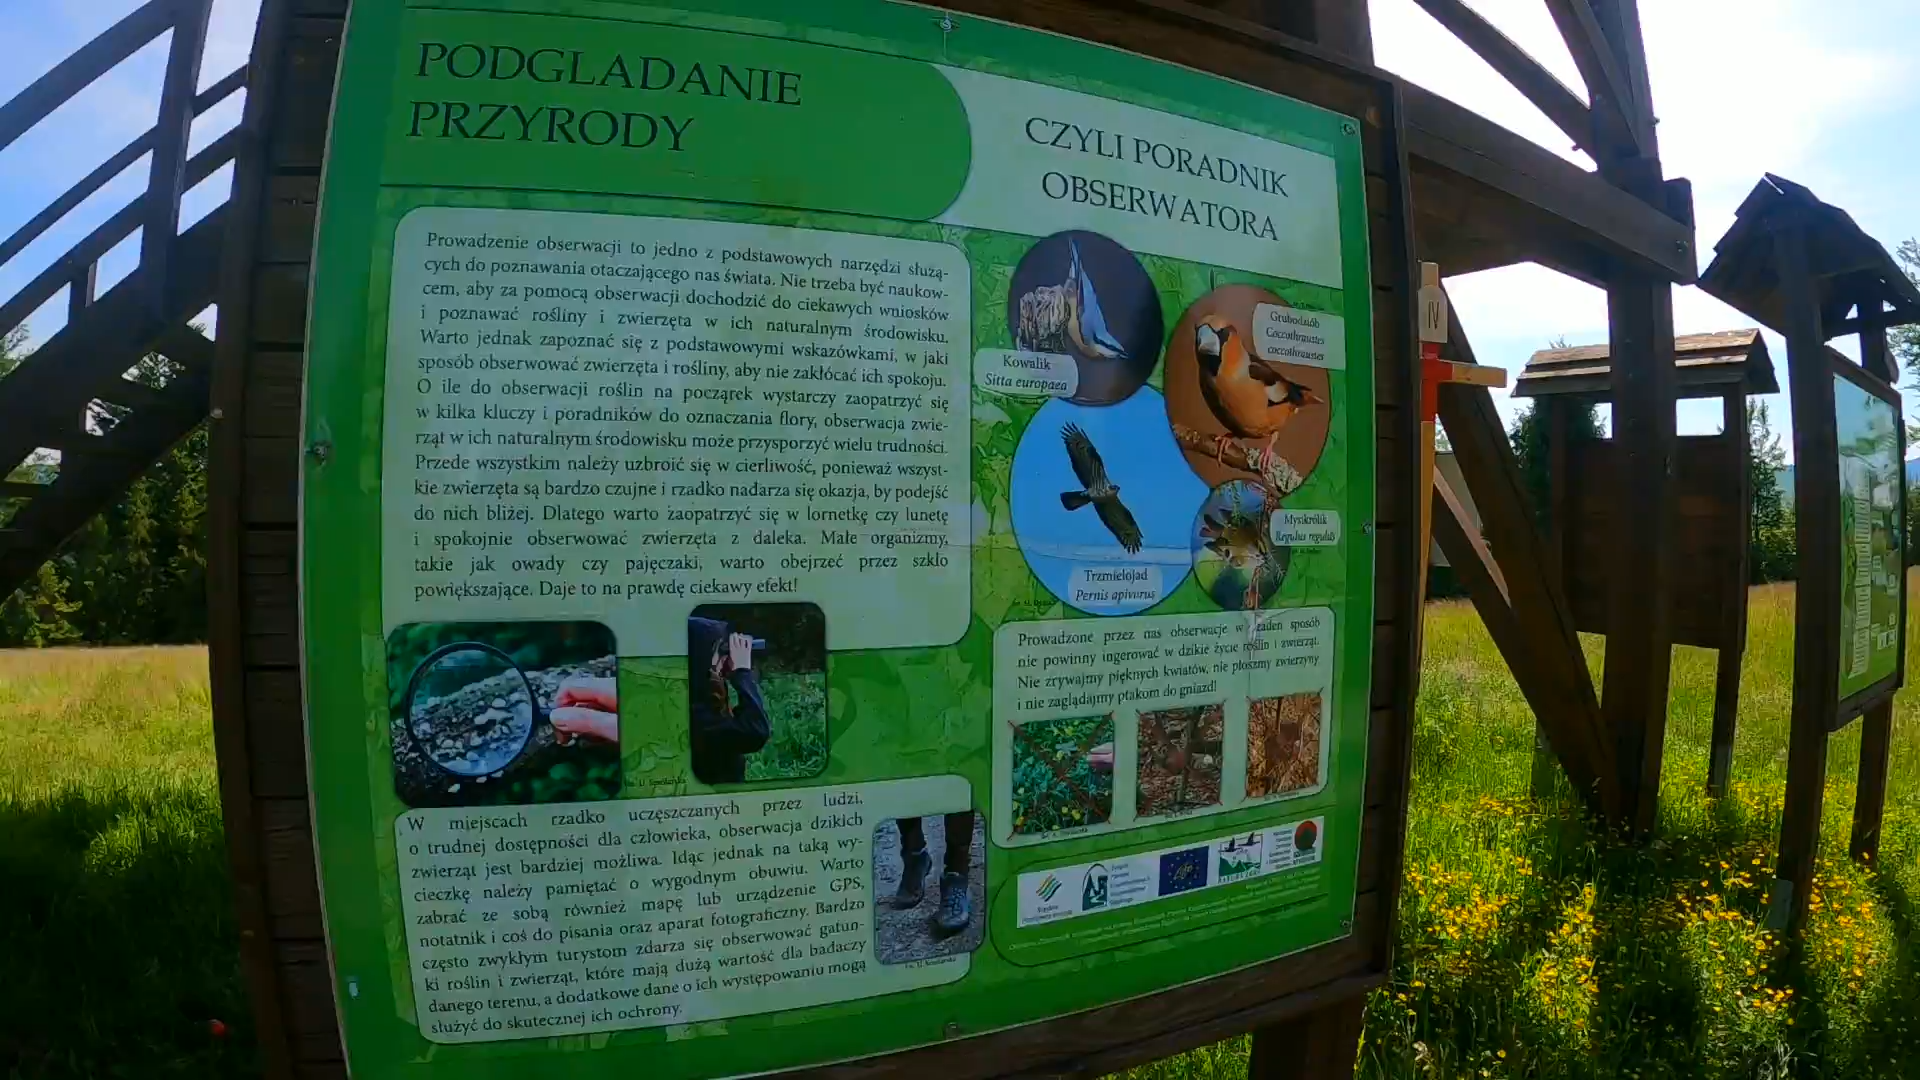 PODGLĄDANIE
PRZYRODY
CZYLI PORADNIK
OBSERWATORA
Prowadzenie obserwacji to jedno z podstawowych narzędzi służą-
cych do poznawania otaczającego nas świata. Nie trzeba być naukow-
cem, aby za pomocą obserwacji dochodzić do ciekawych wniosków
i poznawać rośliny i zwierzęta w ich naturalnym środowisku.
Warto jednak zapoznać się z podstawowymi wskazówkami, w jaki
sposób obserwować zwierzęta i rośliny, aby nie zakłócać ich spokoju.
O ile do obserwacji roślin na począrek wystarczy zaopatrzyć się
w kilka kluczy i poradników do oznaczania flory, obserwacja zwie-
rząt w ich naturalnym środowisku może przysporzyć wielu trudności.
Przede wszystkim należy uzbroić się w cierliwość, ponieważ wszyst-
kie zwierzęta są bardzo czujne i rzadko nadarza się okazja, by podejść
do nich bliżej. Dlatego warto zaopatrzyć się w lornetkę czy lunetę
i spokojnie obserwować zwierzęta z daleka. Małe organizmy,
takie jak owady czy pajęczaki, warto obejrzeć przez szkło
powiększające. Daje to na prawdę ciekawy efekt!
Kowalik
Sitta europaea
Grubodziób
Coccothraustes
coccothraustes
Trzmielojad
Pernis apivorus
Mysikrólik
Regulus regulus
Prowadzone przez nas obserwacje w żaden sposób
nie powinny ingerować w dzikie życie roślin i zwierząt.
Nie zrywajmy pięknych kwiatów, nie płoszmy zwierzyny
i nie zaglądajmy ptakom do gniazd!
W miejscach rzadko uczęszczanych przez ludzi,
o trudnej dostępności dla człowieka, obserwacja dzikich
zwierząt jest bardziej możliwa. Idąc jednak na taką wy-
cieczkę należy pamiętać o wygodnym obuwiu. Warto
zabrać ze sobą również mapę lub urządzenie GPS,
notatnik i coś do pisania oraz aparat fotograficzny. Bardzo
często zwykłym turystom zdarza się obserwować gatun-
ki roślin i zwierząt, które mają dużą wartość dla badaczy
danego terenu, a dodatkowe dane o ich występowaniu mogą
służyć do skutecznej ich ochrony.
IV